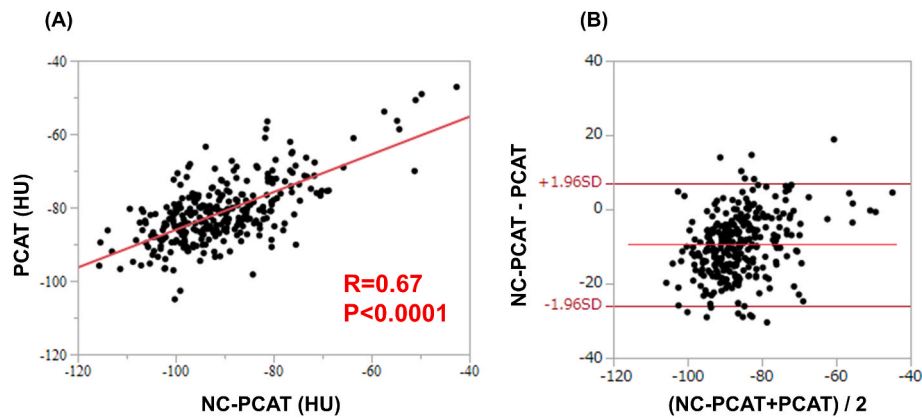 (A)
(B)
-40
-60
-80
-100
-120
PCAT (HU)
R=0.67
P<0.0001
-120
-100
-80
-60
-40
NC-PCAT (HU)
40
20
0
-20
-40
NC-PCAT - PCAT
+1.96SD
-1.96SD
-120
-100
-80
-60
-40
(NC-PCAT+PCAT) / 2